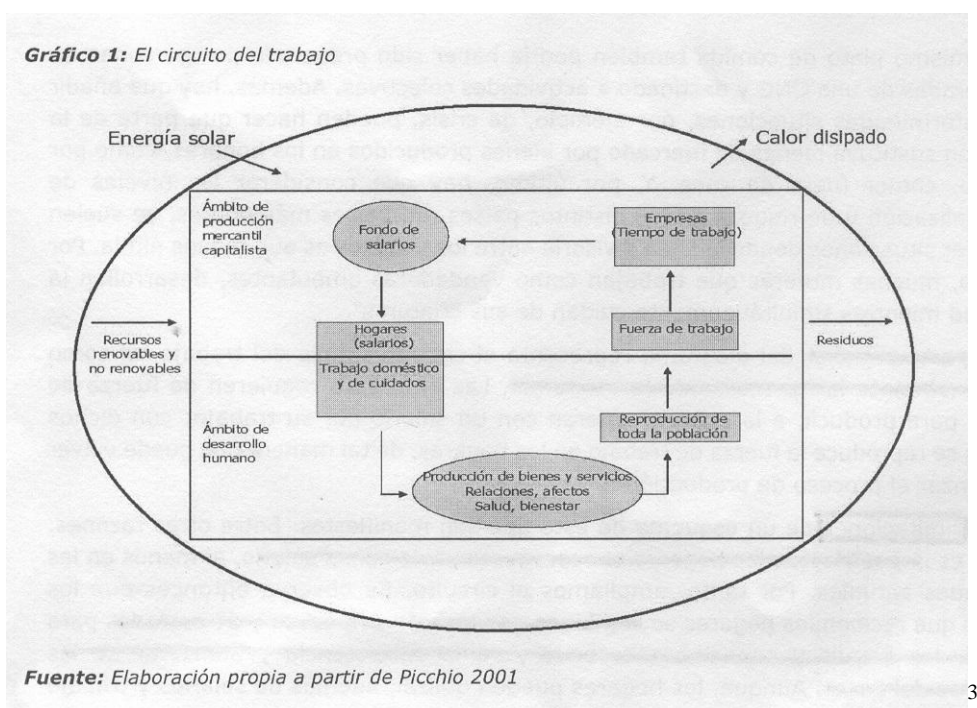 Gráfico 1: El circuito del trabajo
Energía solar
Calor disipado
Ámbito de
producción
mercantil
capitalista
Fondo de
salarios
Empresas
(Tiempo de trabajo)
Recursos
renovables y
no renovables
Hogares
(salarios)
Trabajo doméstico
y de cuidados
Fuerza de trabajo
Residuos
Ámbito de
desarrollo
humano
Reproducción de
toda la población
Producción de bienes y servicios
Relaciones, afectos
Salud, bienestar
Fuente: Elaboración propia a partir de Picchio 2001
3